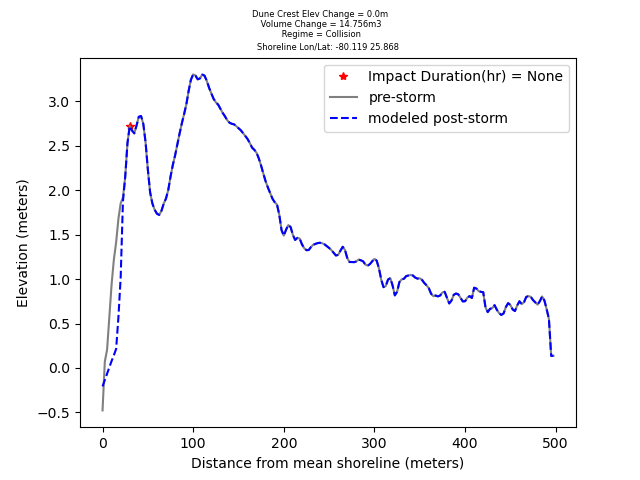 Dune Crest Elev Change = 0.0m
Volume Change = 14.756m3
Regime = Collision
Shoreline Lon/Lat: -80.119 25.868
Impact Duration(hr) = None
pre-storm
modeled post-storm
Elevation (meters)
3.0
2.5
2.0
1.5
1.0
0.5
0.0
−0.5
0 100 200 300 400 500
Distance from mean shoreline (meters)